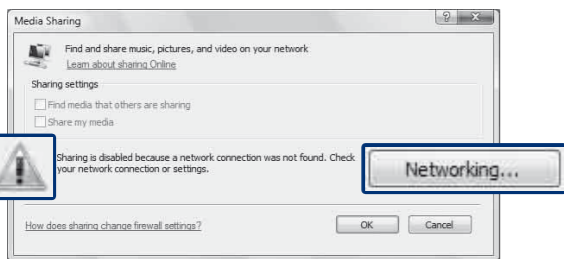 Media Sharing
Find and share music, pictures, and video on your network
Learn about sharing Online
Sharing settings
Find media that others are sharing
Share my media
Sharing is disabled because a network connection was not found. Check
your network connection or settings.
Networking...
How does sharing change firewall settings?
OK
Cancel